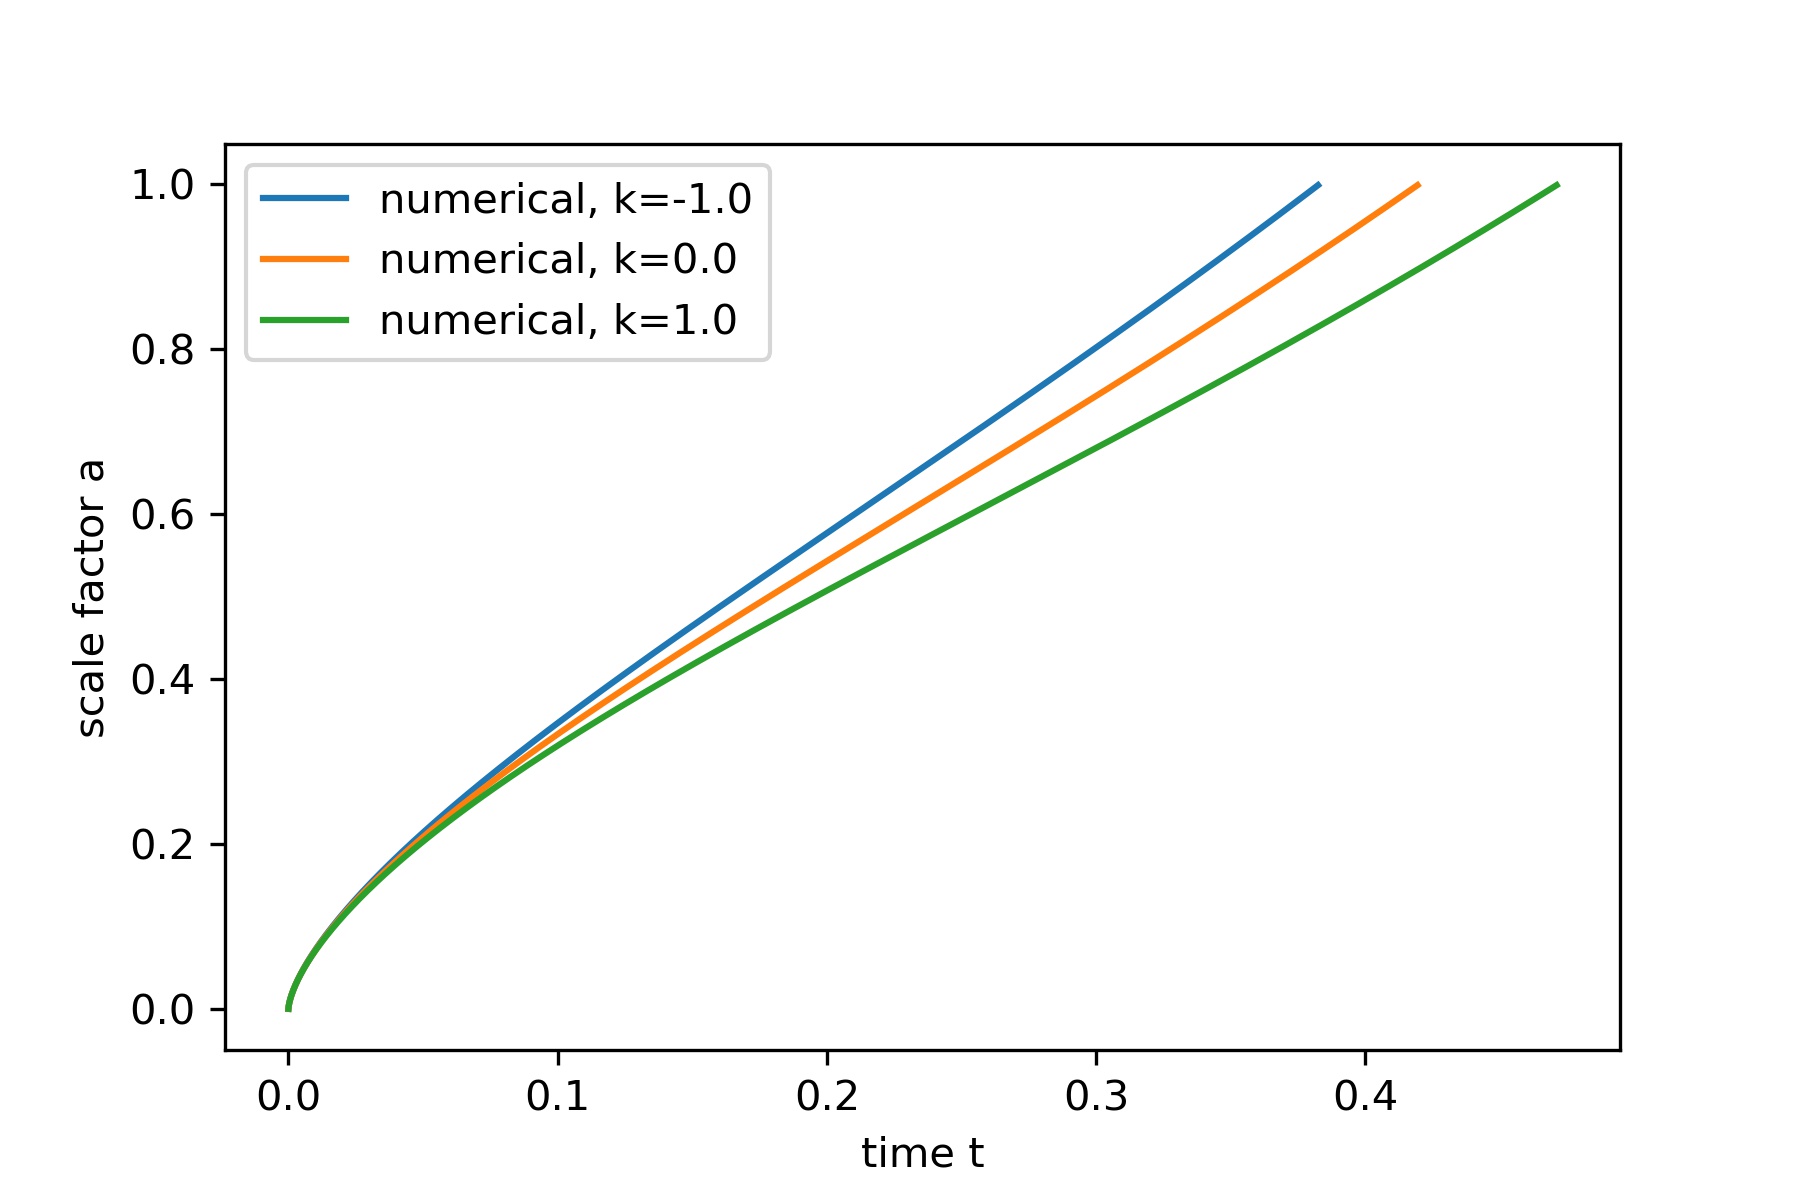 numerical, k=-1.0
numerical, k=0.0
numerical, k=1.0
1.0
0.8
0.6
0.4
0.2
0.0
scale factor a
0.0 0.1 0.2 0.3 0.4
time t